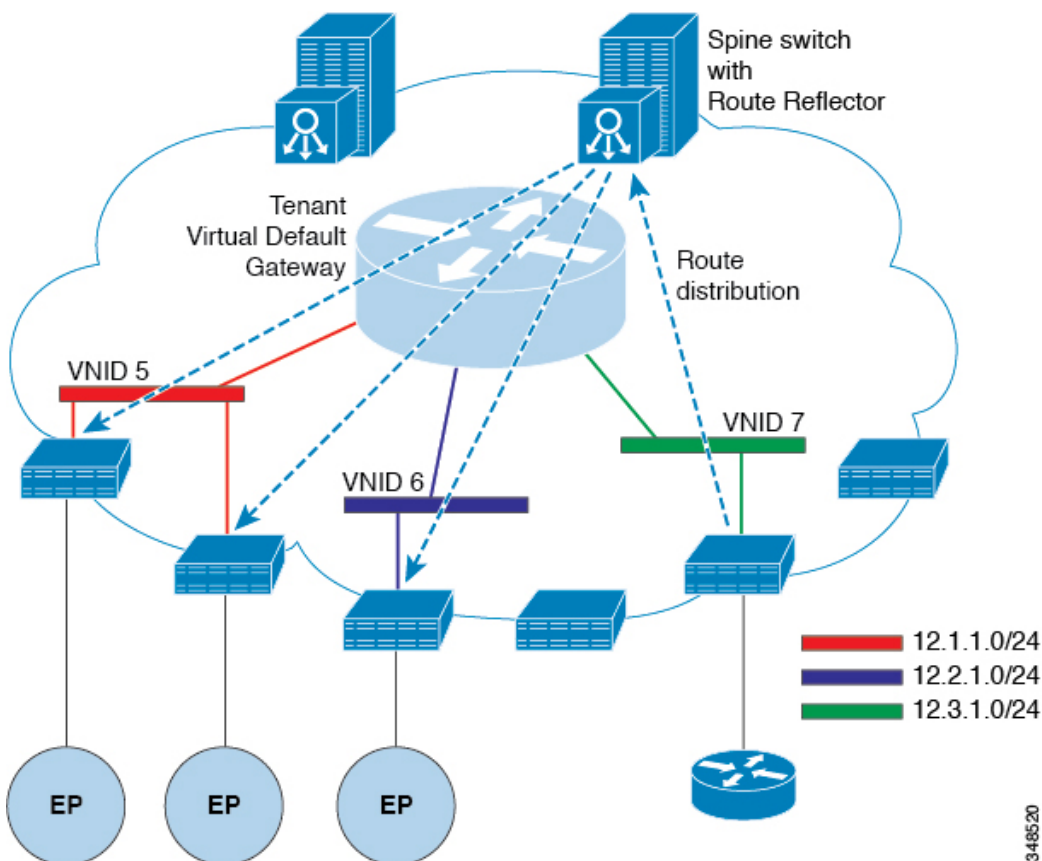 Spine switch
with
Route Reflector
Tenant
Virtual Default
Gateway
Route
distribution
VNID 5
VNID 7
VNID 6
12.1.1.0/24
12.2.1.0/24
12.3.1.0/24
EP
EP
EP
348520